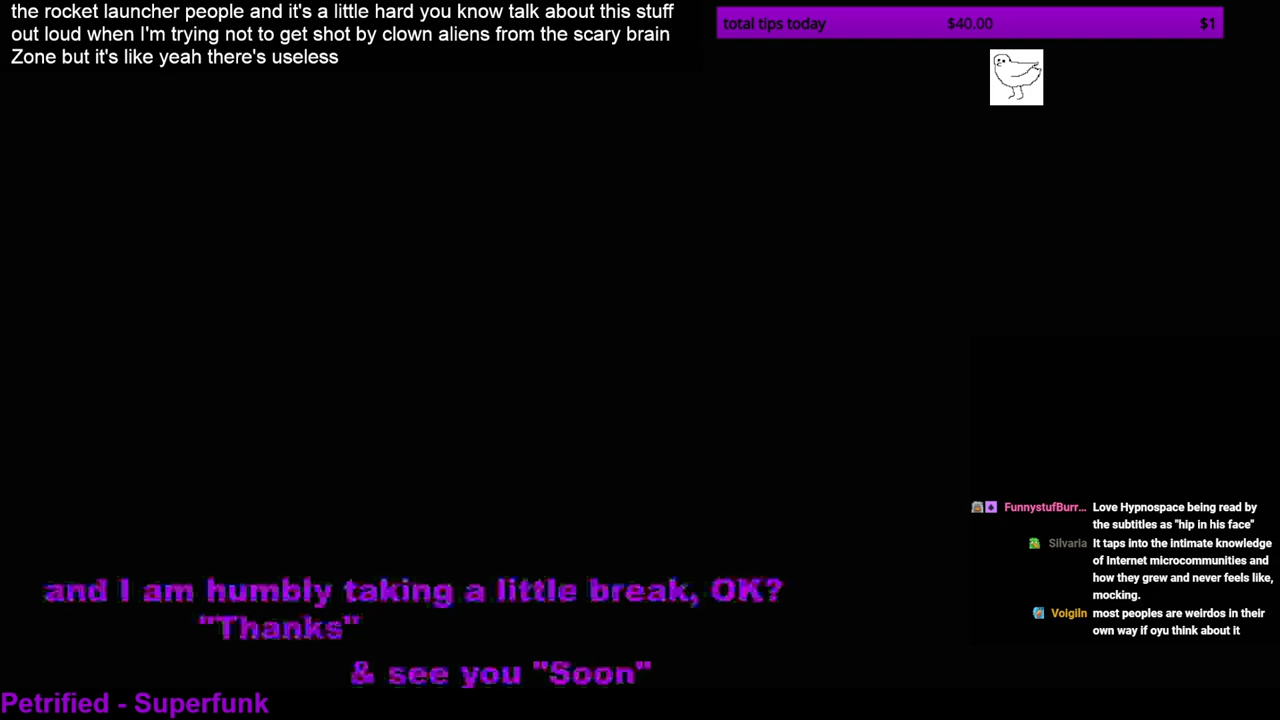 the rocket launcher people and it's a little hard you know talk about this stuff
out loud when I'm trying not to get shot by clown aliens from the scary brain
Zone but it's like yeah there's useless
total tips today $40.00 $1
FunnystufBurr... Love Hypnospace being read by
the subtitles as "hip in his face"
Silvaria It taps into the intimate knowledge
of Internet microcommunities and
how they grew and never feels like,
mocking.
Voigiln most peoples are weirdos in their
own way if oyu think about it
and I am humbly taking a little break, OK?
"Thanks"
& see you "Soon"
Petrified - Superfunk